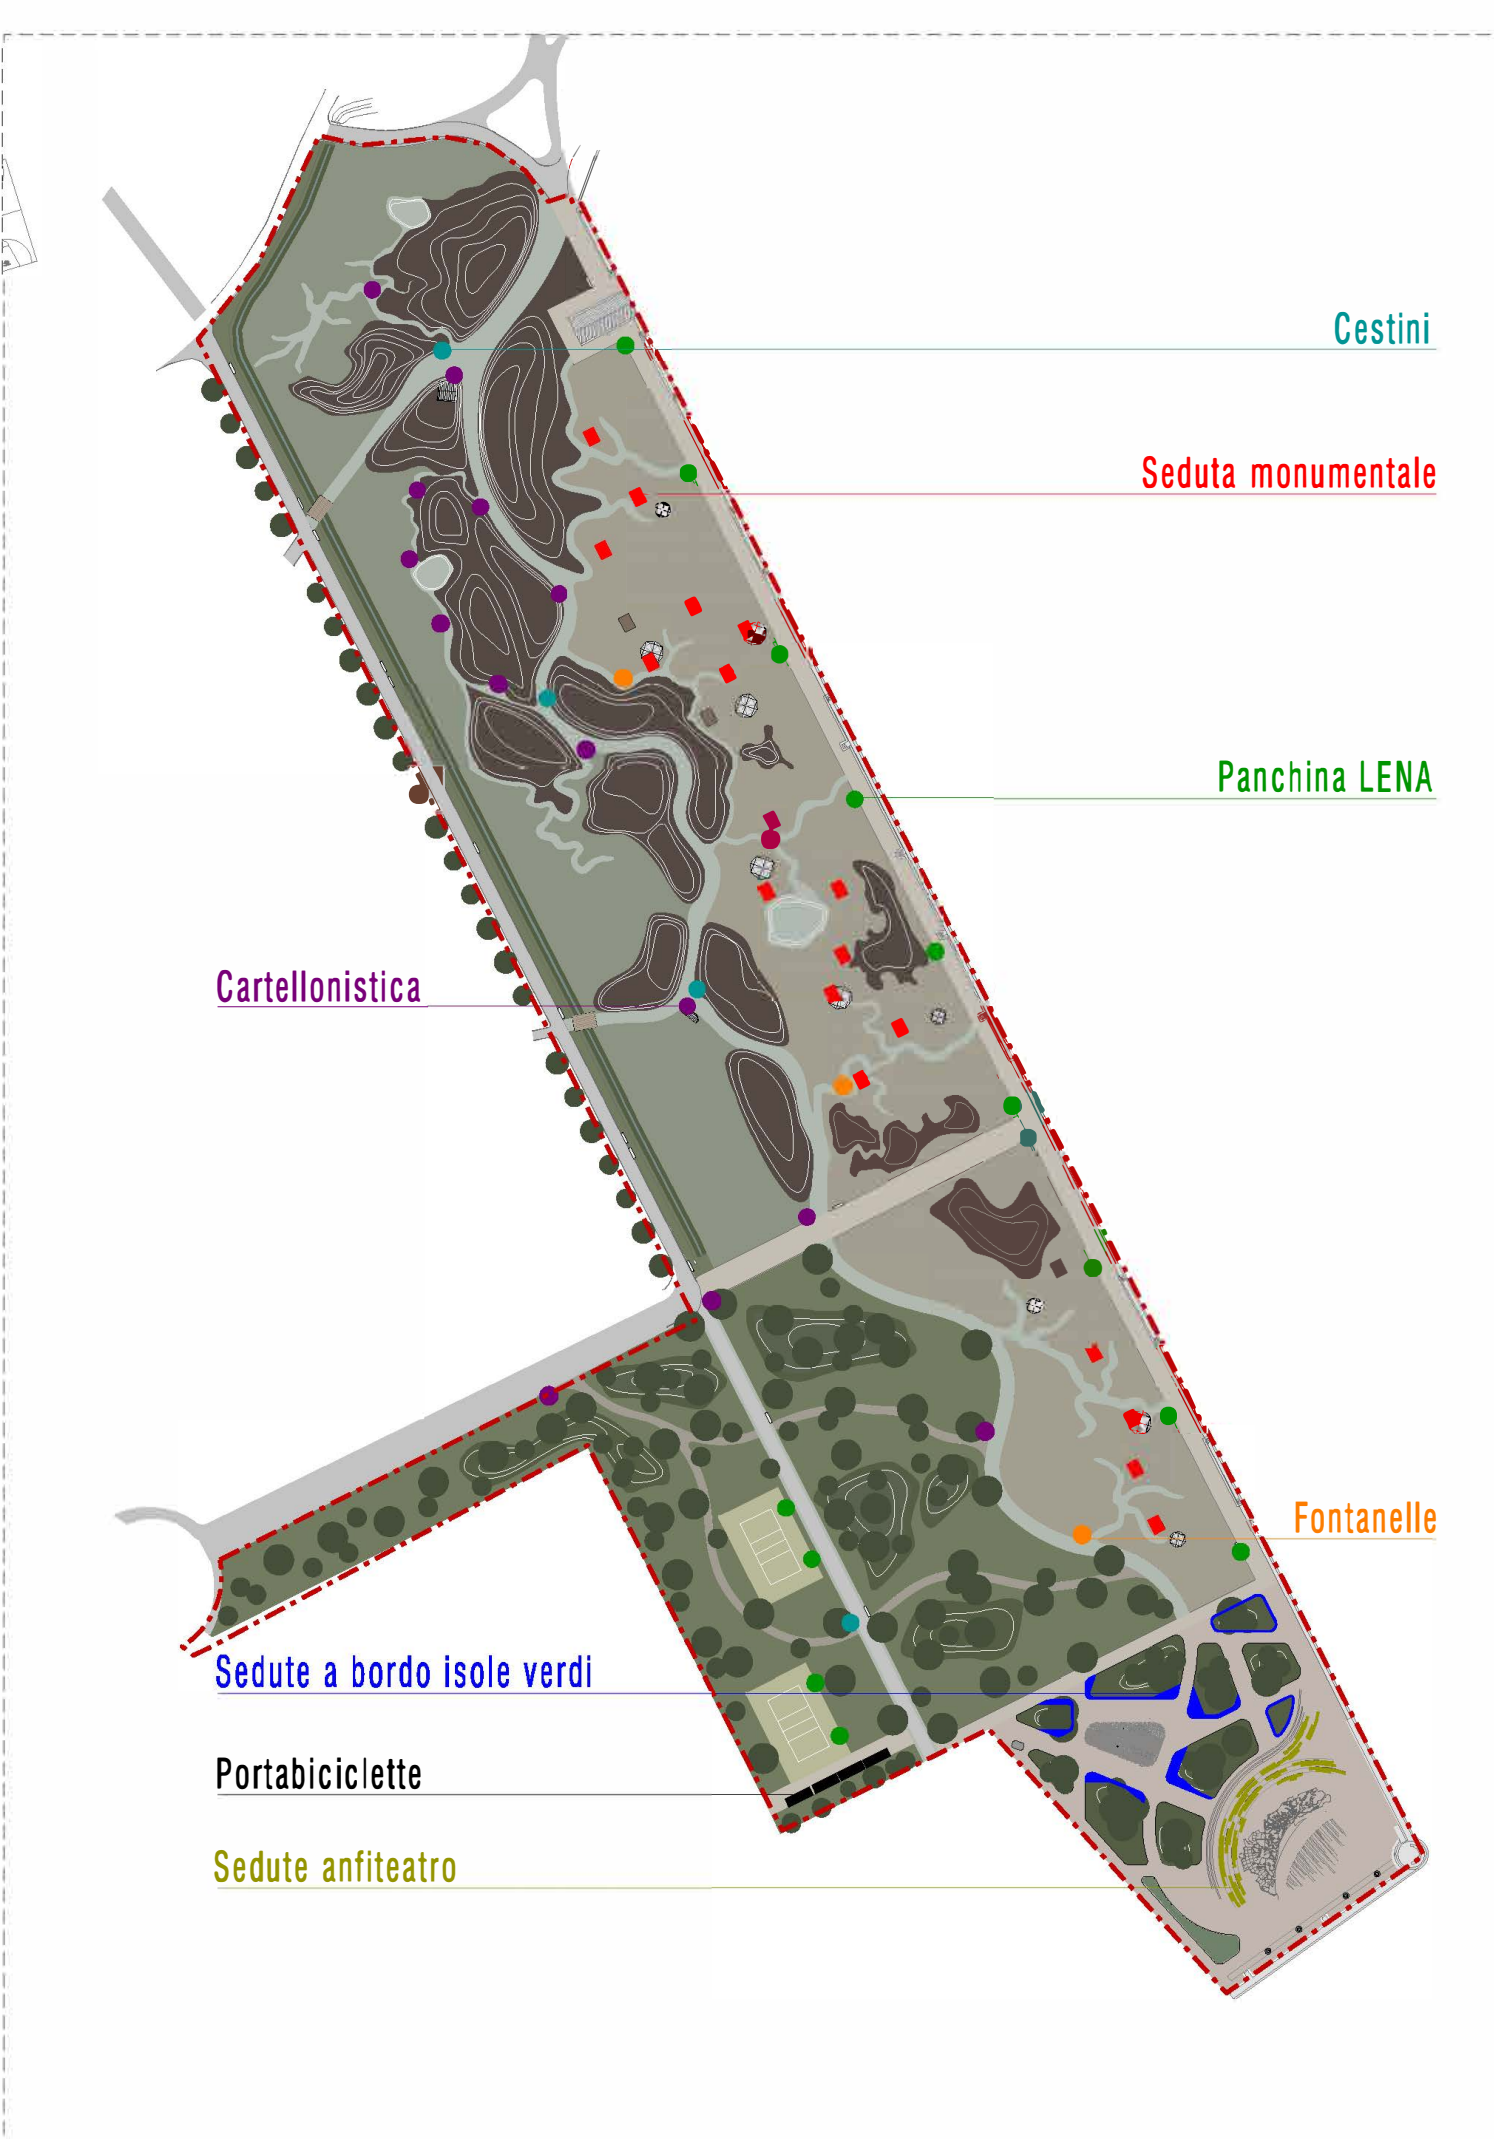 Cestini
Seduta monumentale
Panchina LENA
Cartellonistica
Fontanelle
Sedute a bordo isole verdi
Portabiciclette
Sedute anfiteatro